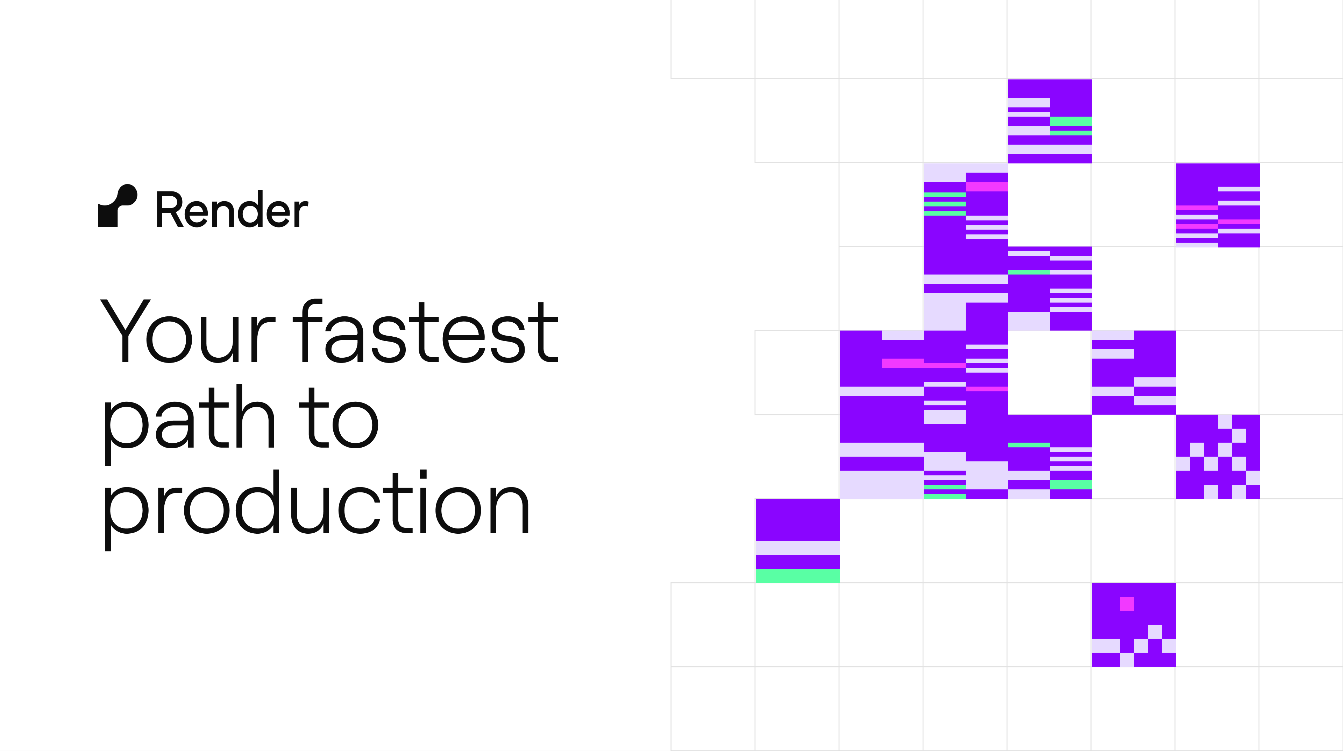 Render
Your fastest
path to
production